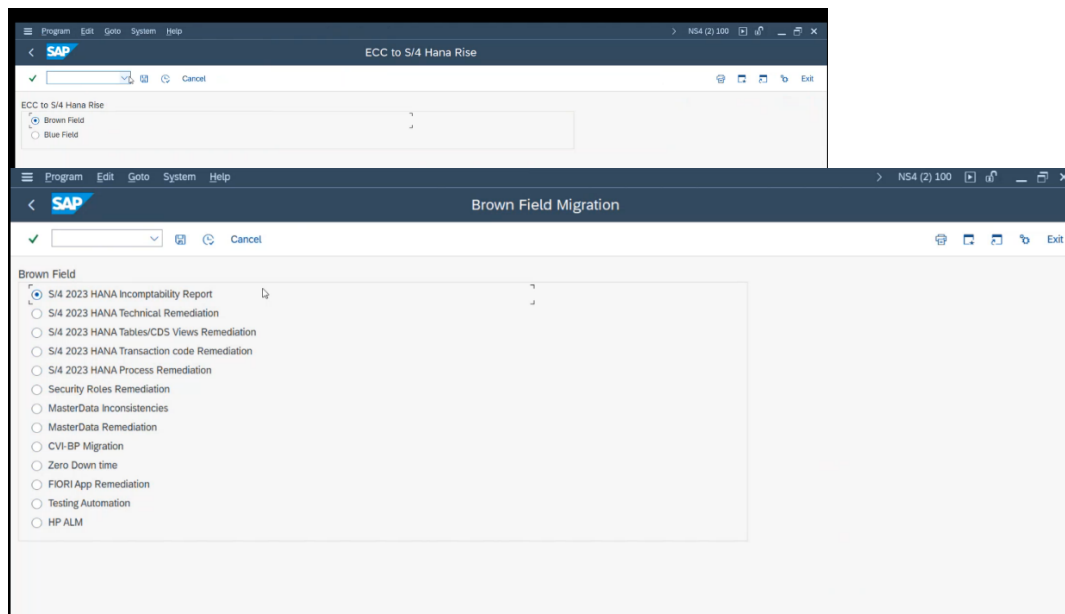 Program Edit Goto System Help
NS4 (2) 100
SAP
ECC to S/4 Hana Rise
Cancel
Exit
ECC to S/4 Hana Rise
Brown Field
Blue Field
Program Edit Goto System Help
NS4 (2) 100
SAP
Brown Field Migration
Cancel
Exit
Brown Field
S/4 2023 HANA Incomptability Report
S/4 2023 HANA Technical Remediation
S/4 2023 HANA Tables/CDS Views Remediation
S/4 2023 HANA Transaction code Remediation
S/4 2023 HANA Process Remediation
Security Roles Remediation
MasterData Inconsistencies
MasterData Remediation
CVI-BP Migration
Zero Down time
FIORI App Remediation
Testing Automation
HP ALM